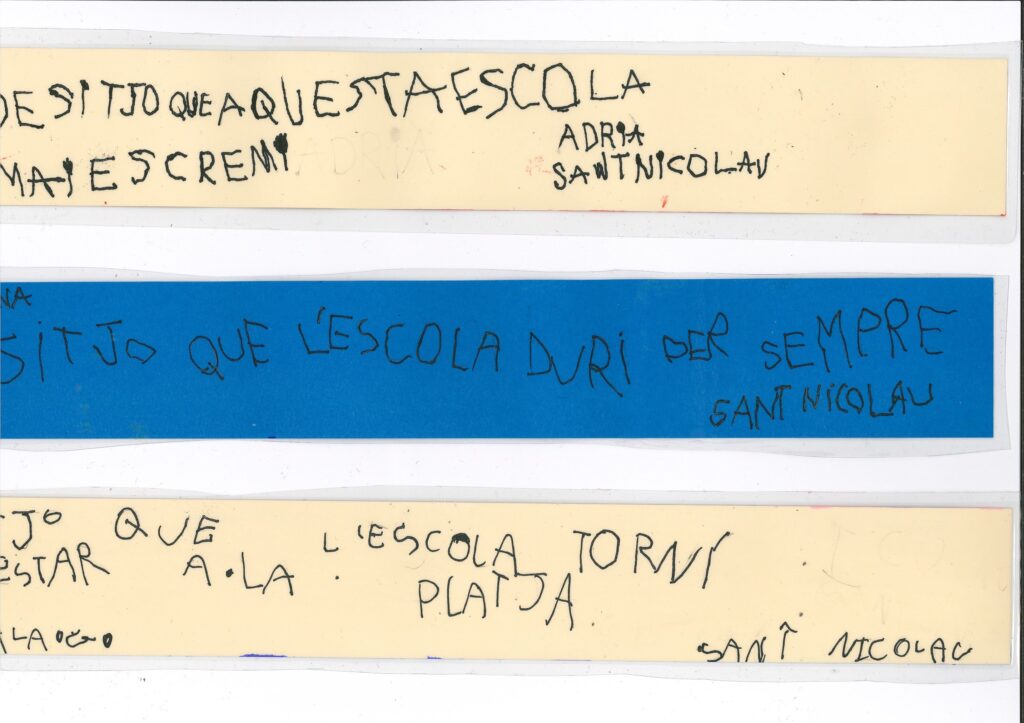 DESITJO QUE AQUESTA ESCOLA
MAI ES CREMI
ADRIA
SANT NICOLAU
NA
SITJO QUE L'ESCOLA DURI PER SEMPRE
SANT NICOLAU
TJO QUE L'ESCOLA TORNI
ESTAR A.LA. PLATJA.
SANT NICOLAU